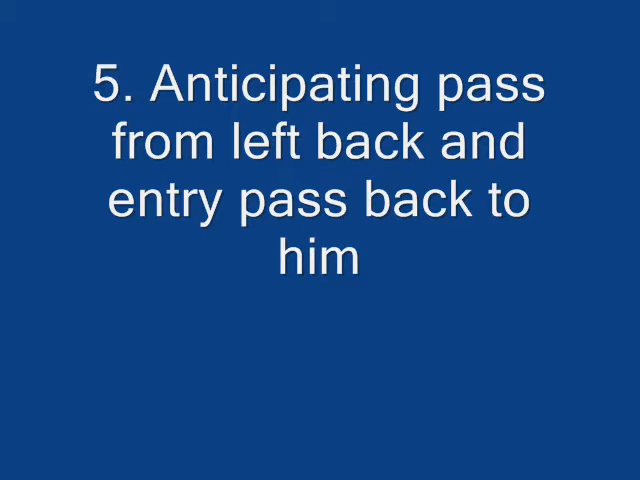 5. Anticipating pass
from left back and
entry pass back to
him